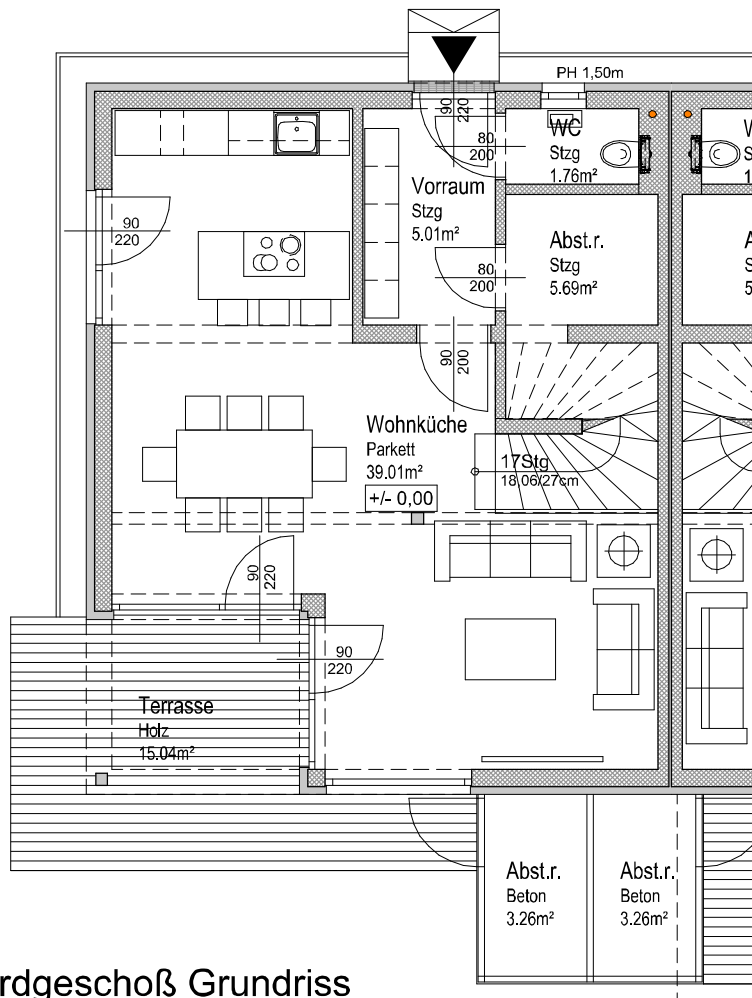 PH 1,50m
90
220
80
200
WC
Stzg
1.76m²
Vorraum
Stzg
5.01m²
90
220
Abst.r.
Stzg
5.69m²
80
200
90
200
Wohnküche
Parkett
39.01m²
+/- 0,00
17Stg
18,06/27cm
90
220
90
220
Terrasse
Holz
15.04m²
Abst.r.
Beton
3.26m²
Abst.r.
Beton
3.26m²
rdgeschoß Grundriss